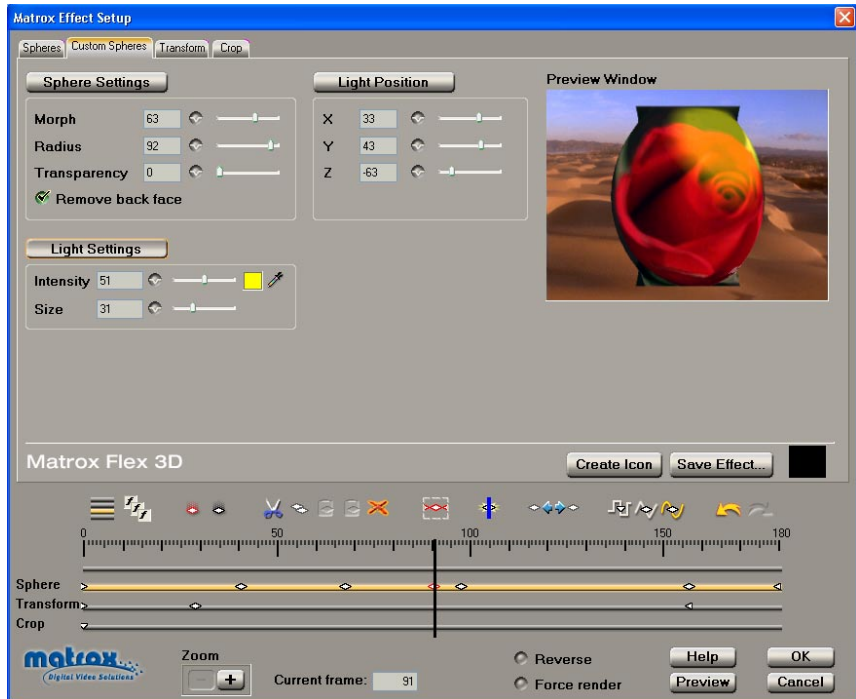 Matrox Effect Setup
Spheres Custom Spheres Transform Crop
Sphere Settings Light Position Preview Window
Morph 63 X 33
Radius 92 Y 43
Transparency 0 Z -63
Remove back face
Light Settings
Intensity 51
Size 31
Matrox Flex 3D Create Icon Save Effect...
f f f
0 50 100 150 180
Sphere
Transform
Crop
matrox Zoom Reverse Help OK
Digital Video Solutions - + Current frame: 91 Force render Preview Cancel